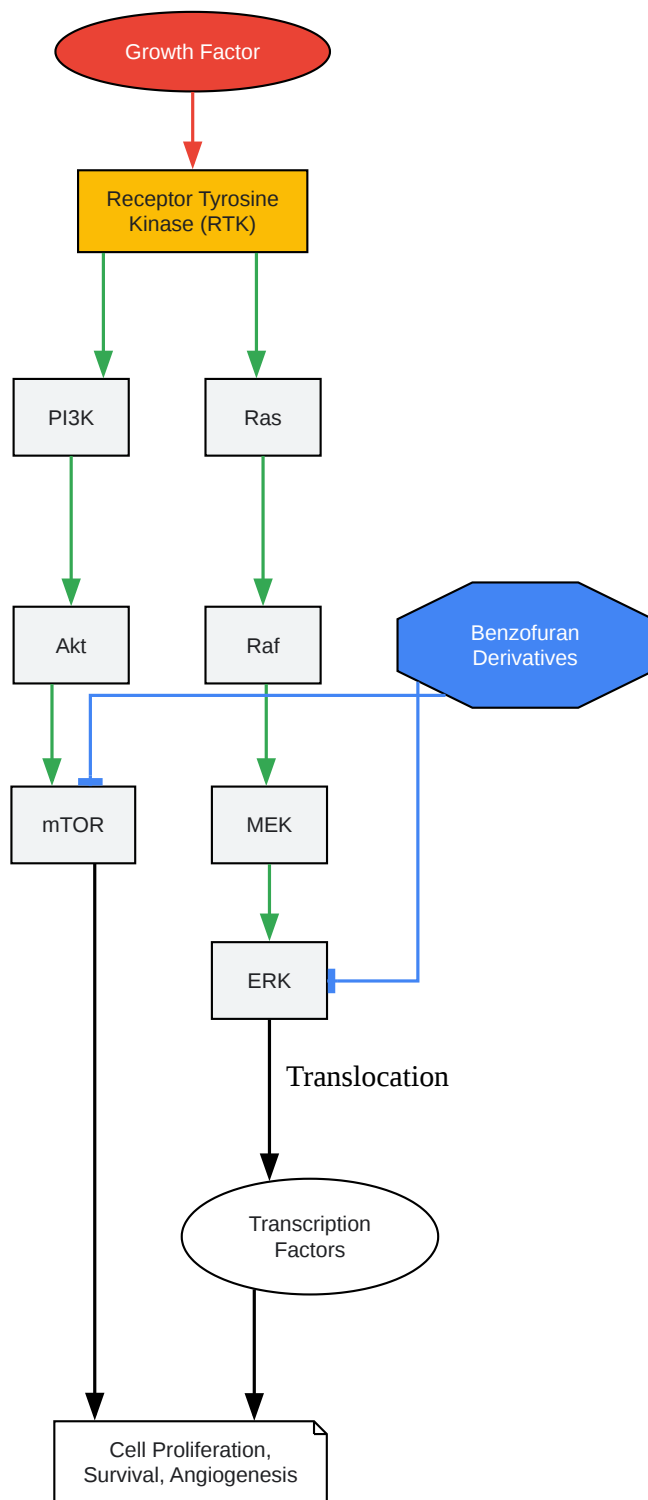 Growth Factor
Receptor Tyrosine
Kinase (RTK)
PI3K
Ras
Akt
Raf
Benzofuran
Derivatives
mTOR
MEK
ERK
Translocation
Transcription
Factors
Cell Proliferation,
Survival, Angiogenesis